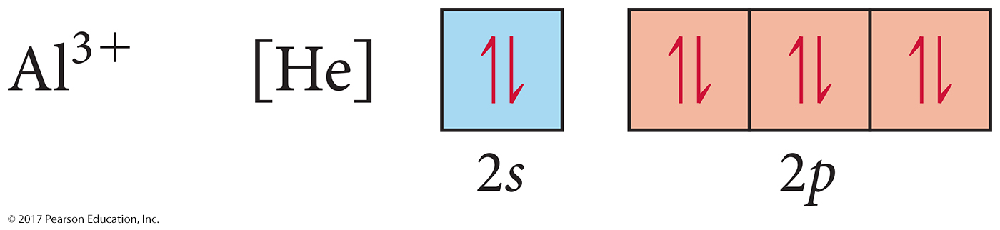 Al³⁺ [He]
2s 2p
© 2017 Pearson Education, Inc.